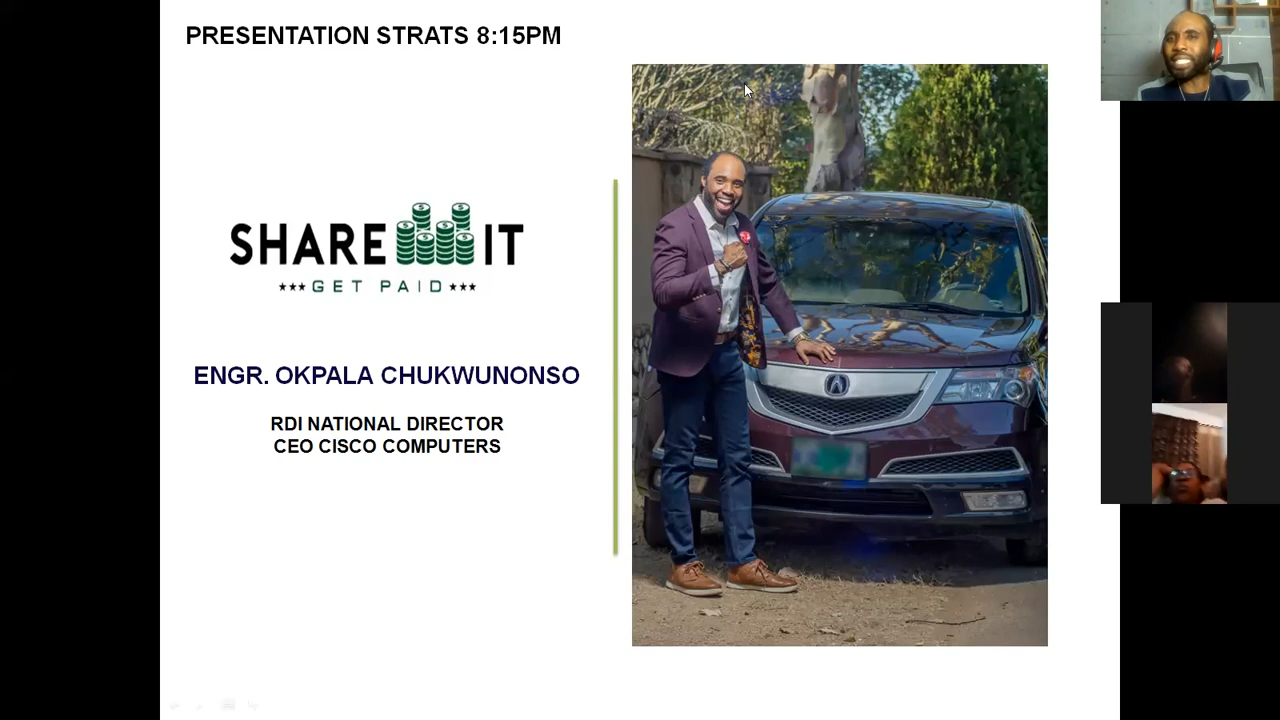 PRESENTATION STRATS 8:15PM
SHARE IT
★★★GET PAID★★★
ENGR. OKPALA CHUKWUNONSO
RDI NATIONAL DIRECTOR
CEO CISCO COMPUTERS